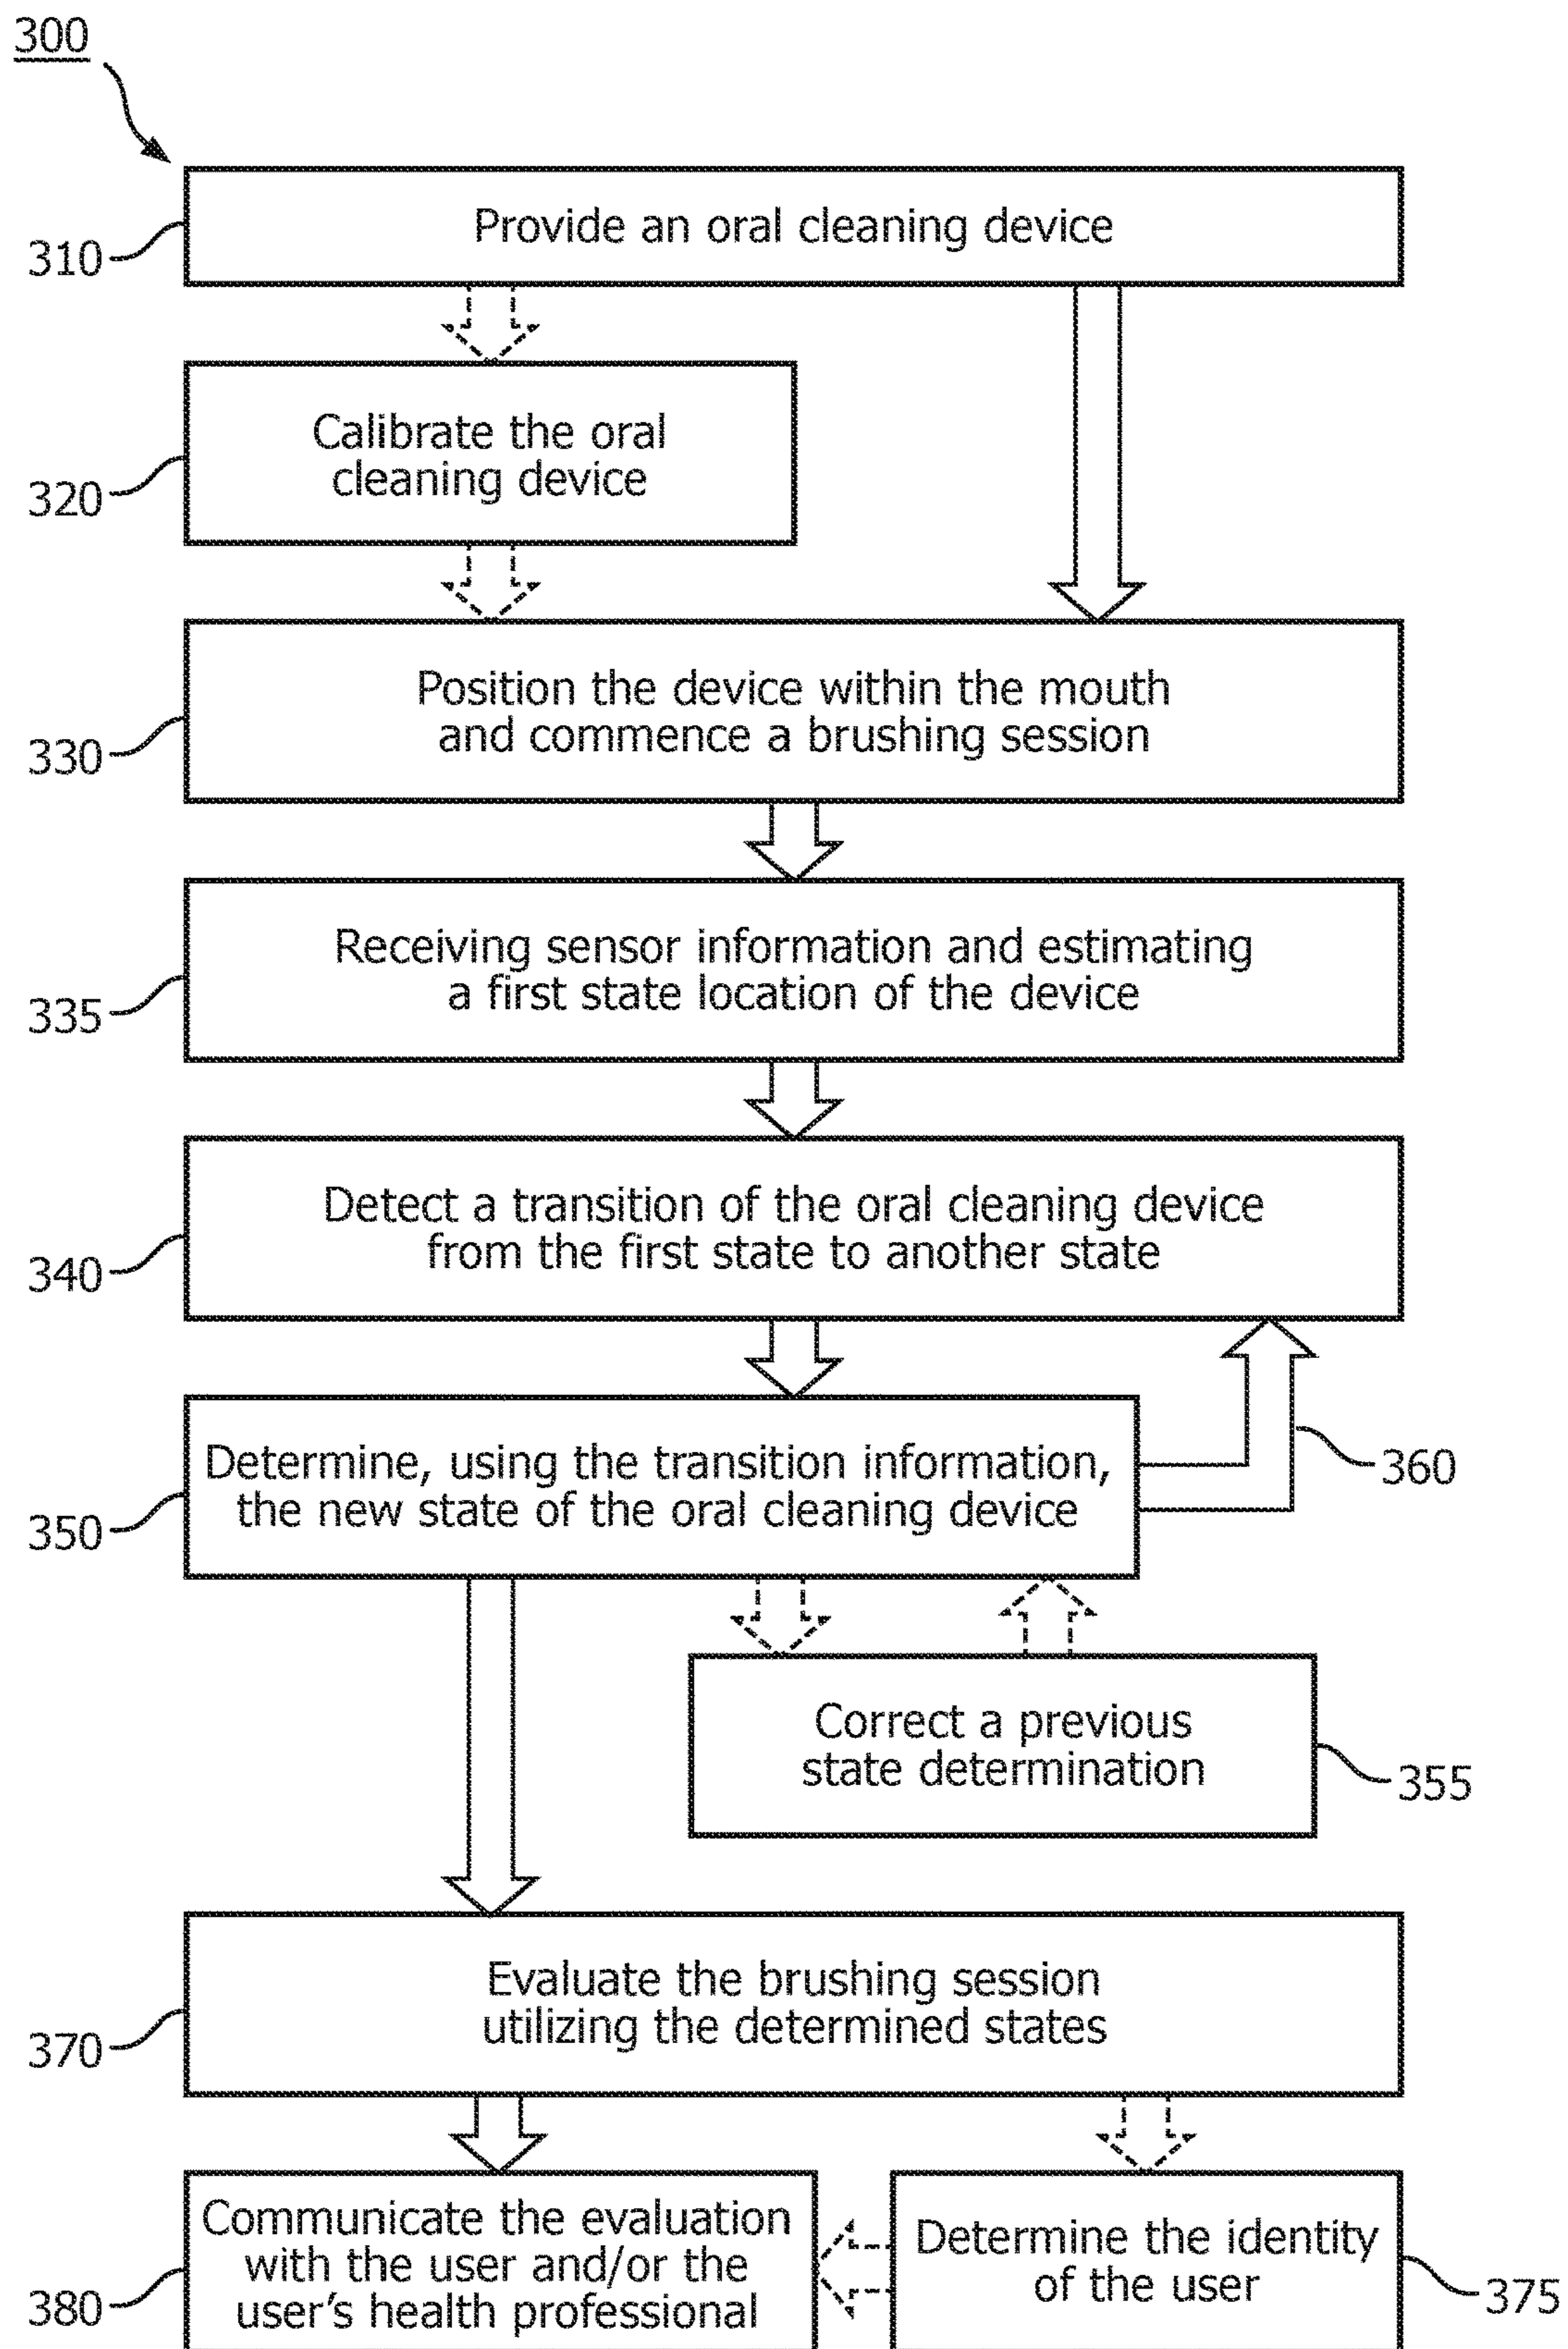 300
Provide an oral cleaning device
310
Calibrate the oral
cleaning device
320
Position the device within the mouth
and commence a brushing session
330
Receiving sensor information and estimating
a first state location of the device
335
Detect a transition of the oral cleaning device
from the first state to another state
340
Determine, using the transition information,
the new state of the oral cleaning device
350
360
Correct a previous
state determination
355
Evaluate the brushing session
utilizing the determined states
370
Communicate the evaluation
with the user and/or the
user's health professional
380
Determine the identity
of the user
375